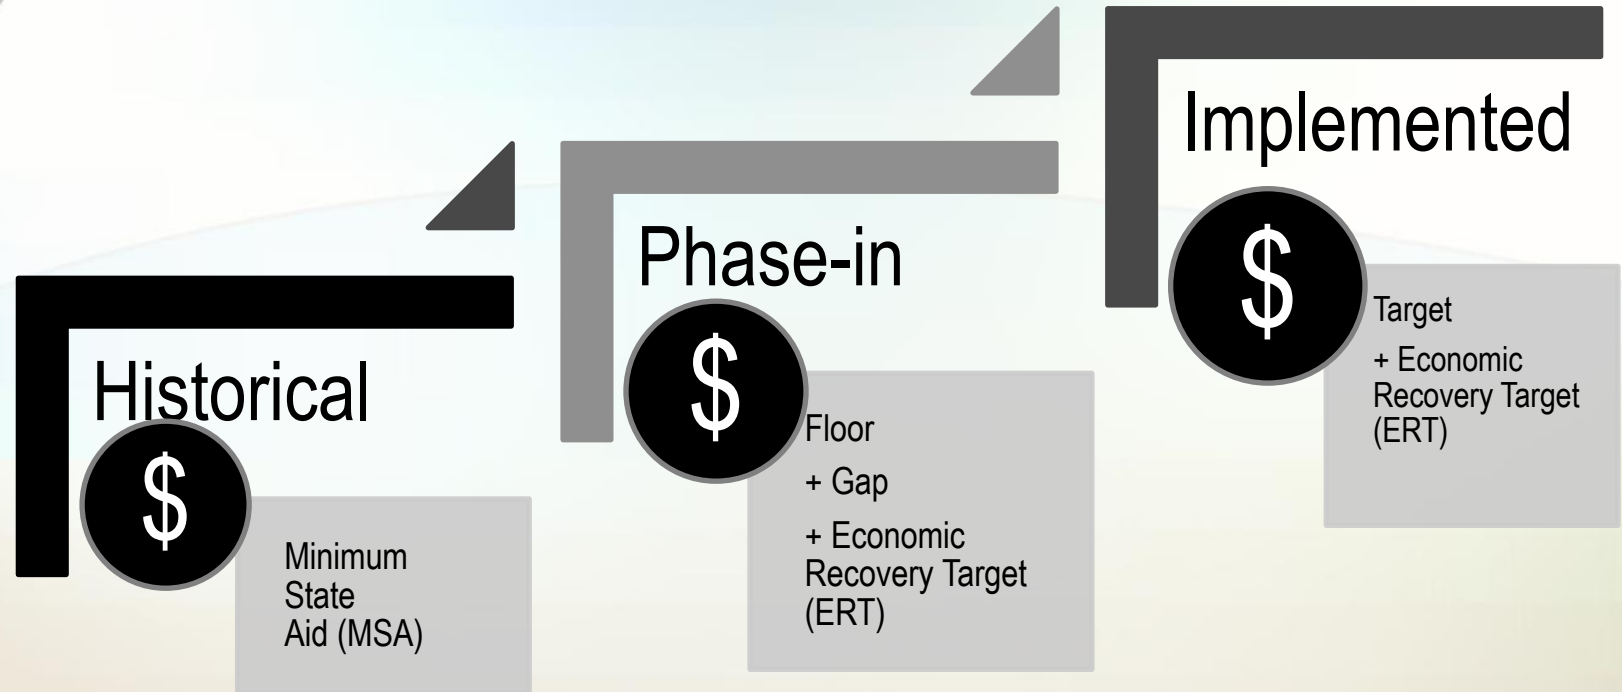 Historical
$
Minimum
State
Aid (MSA)
Phase-in
$
Floor
+ Gap
+ Economic
Recovery Target
(ERT)
Implemented
$
Target
+ Economic
Recovery Target
(ERT)